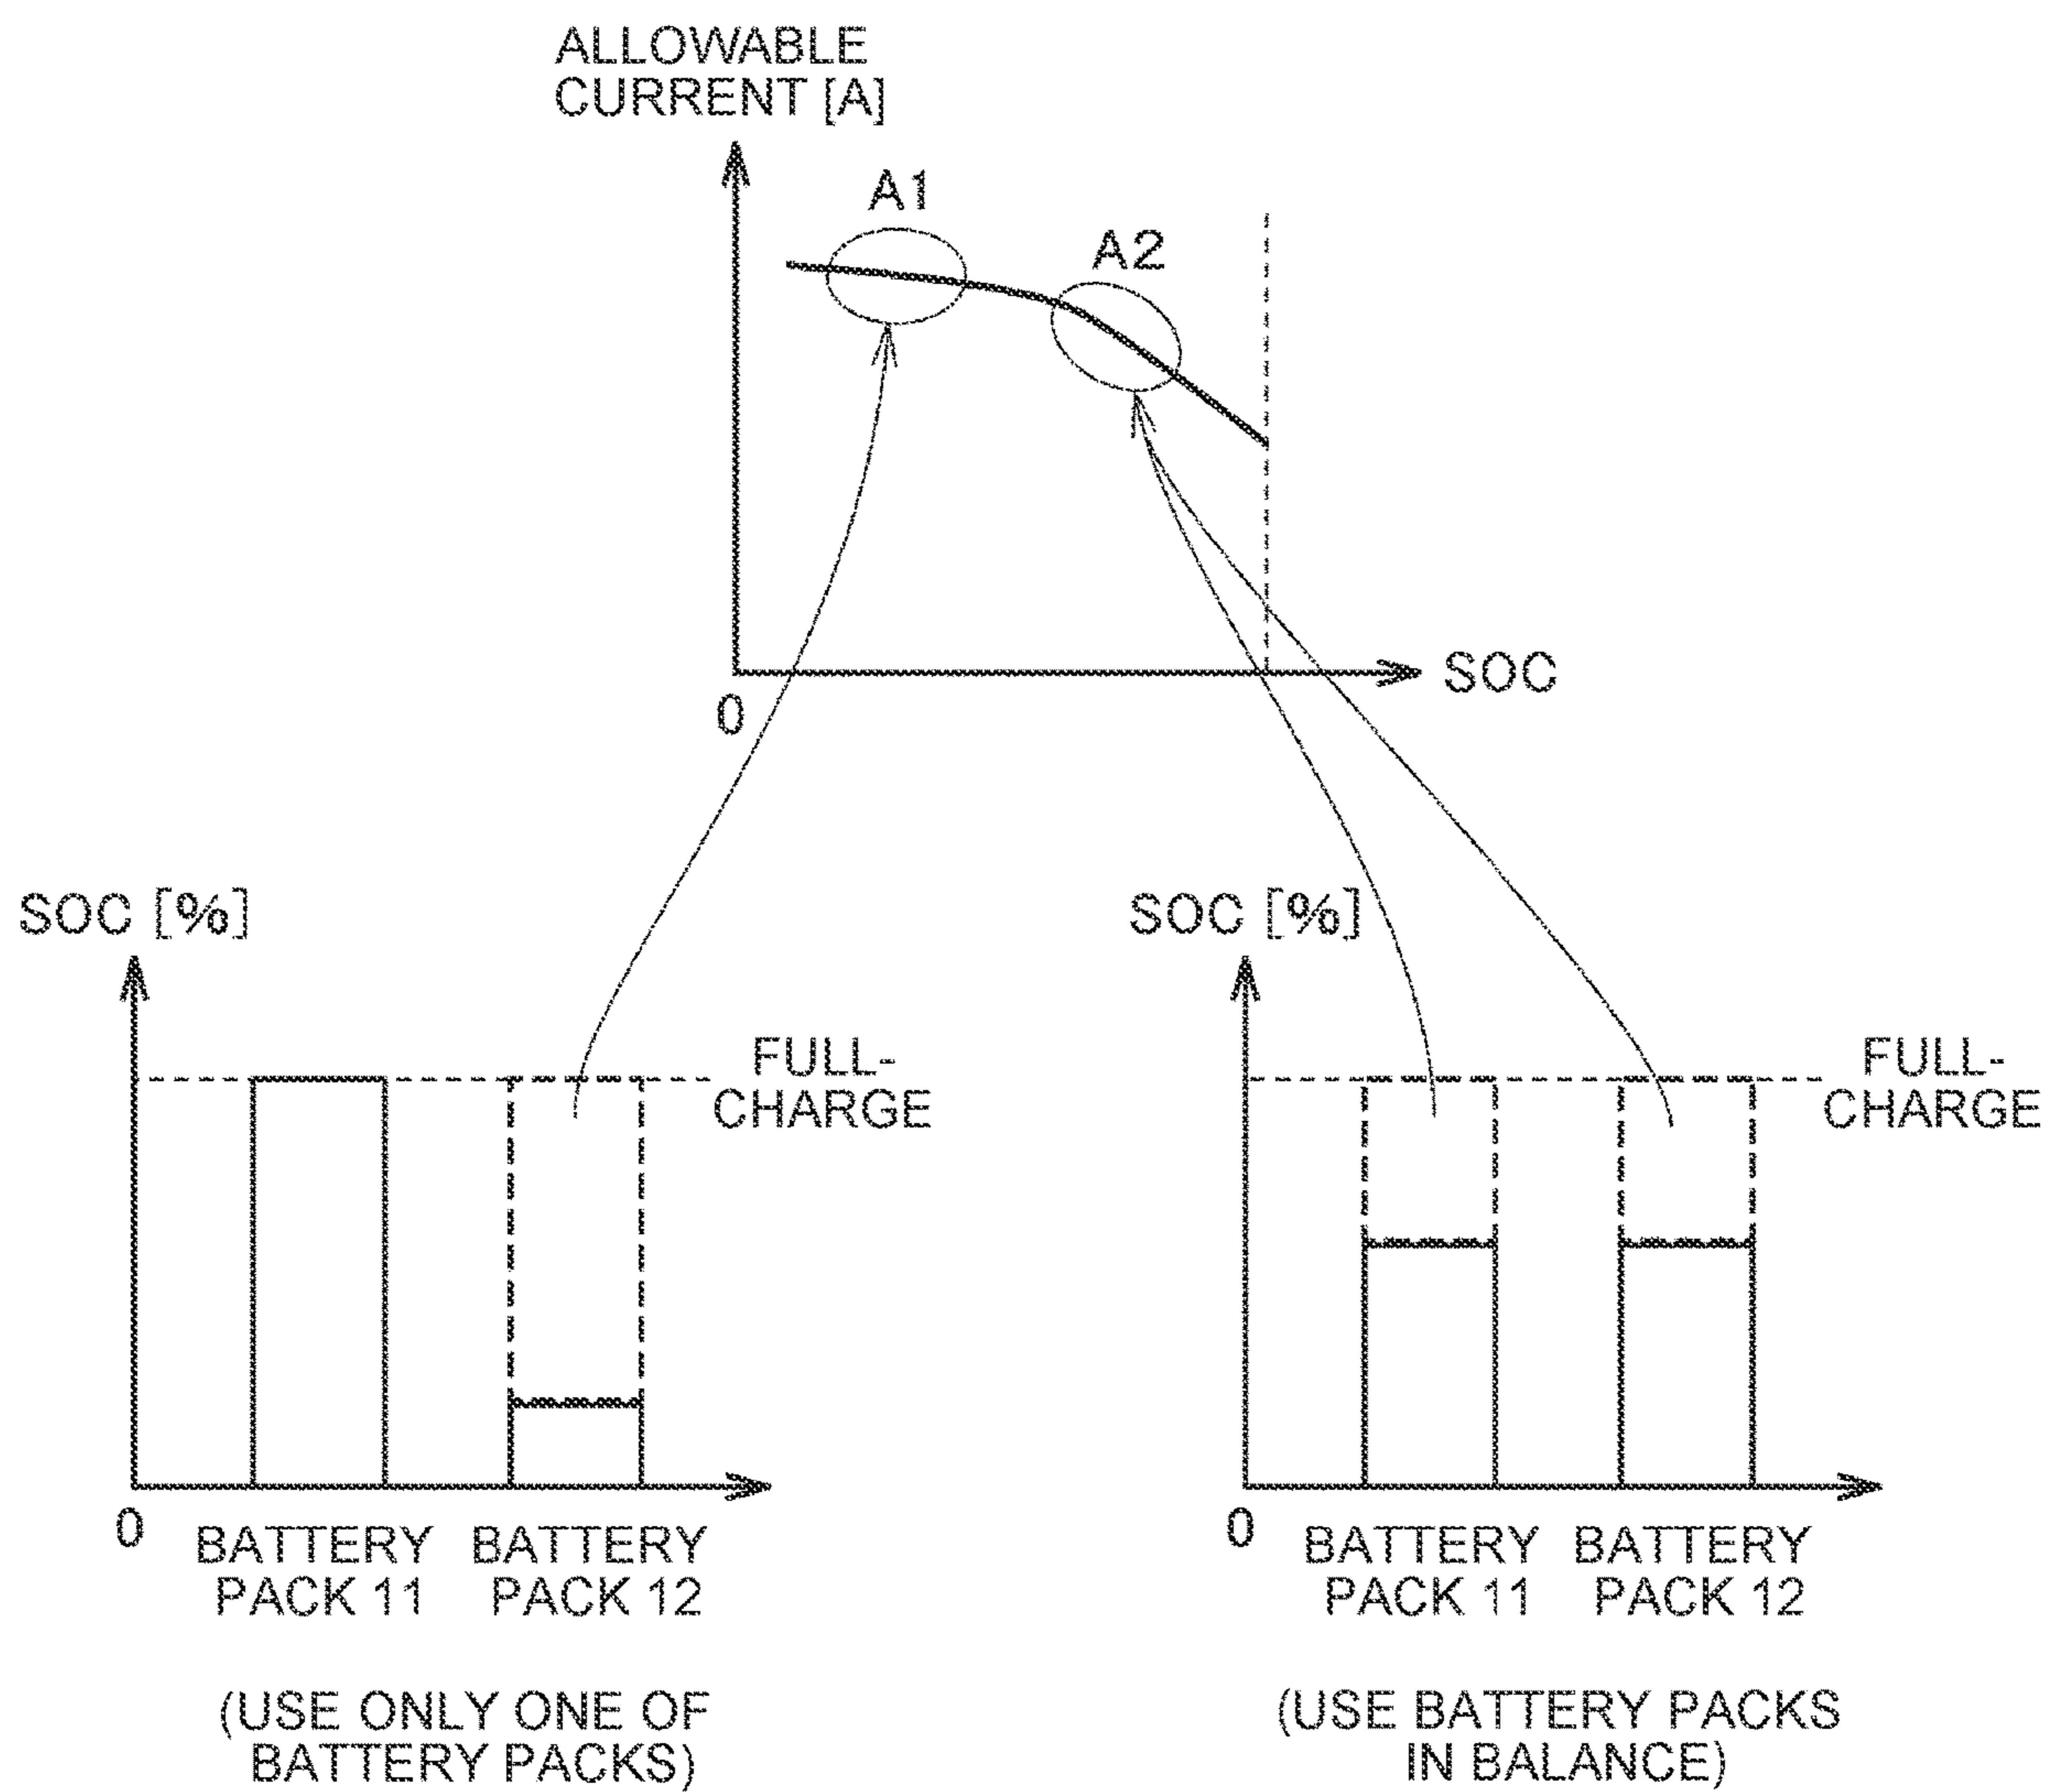 ALLOWABLE
CURRENT [A]
A1
A2
SOC
0
SOC [%]
FULL-
CHARGE
0
BATTERY
PACK 11
BATTERY
PACK 12
(USE ONLY ONE OF
BATTERY PACKS)
SOC [%]
FULL-
CHARGE
0
BATTERY
PACK 11
BATTERY
PACK 12
(USE BATTERY PACKS
IN BALANCE)